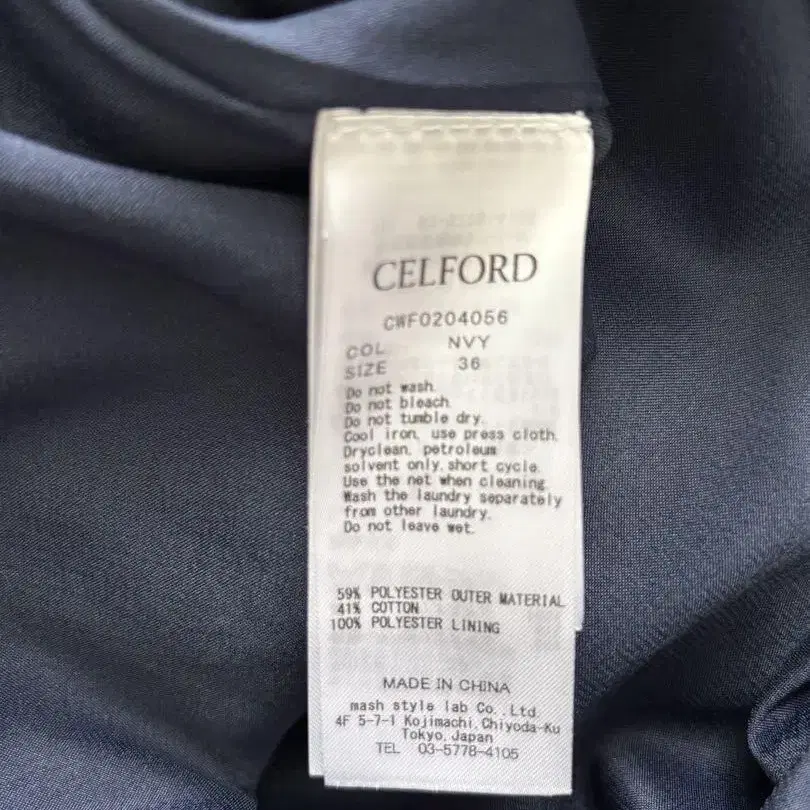 CELFORD
CWF0204056
COL NVY
SIZE 36
Do not wash.
Do not bleach.
Do not tumble dry.
Cool iron, use press cloth.
Dryclean, petroleum
solvent only, short cycle.
Use the net when cleaning.
Wash the laundry separately
from other laundry.
Do not leave wet.
59% POLYESTER OUTER MATERIAL
41% COTTON
100% POLYESTER LINING
MADE IN CHINA
mash style lab Co., Ltd.
4F 5-7-1 Kojimachi, Chiyoda-Ku
Tokyo, Japan
TEL 03-5778-4105